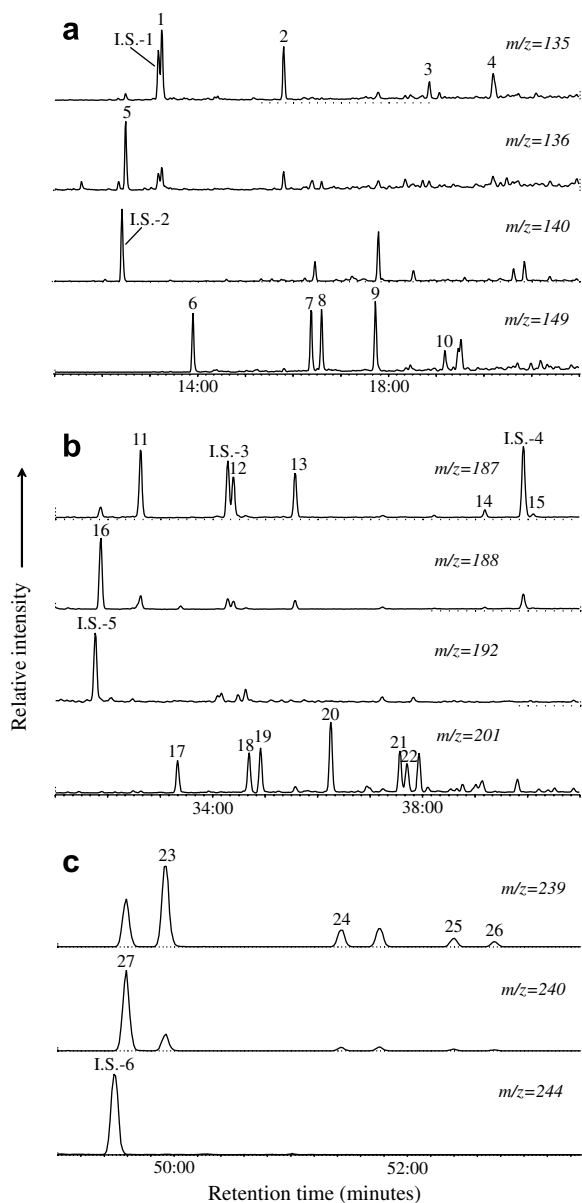 a
1
I.S.-1
2
3
4
m/z=135
5
m/z=136
I.S.-2
m/z=140
6
7
8
9
10
m/z=149
14:00
18:00
b
11
I.S.-3
12
13
I.S.-4
m/z=187
14
15
16
m/z=188
I.S.-5
m/z=192
17
18
19
20
21
22
m/z=201
34:00
38:00
Relative intensity
c
23
24
25
26
m/z=239
27
m/z=240
I.S.-6
m/z=244
50:00
52:00
Retention time (minutes)